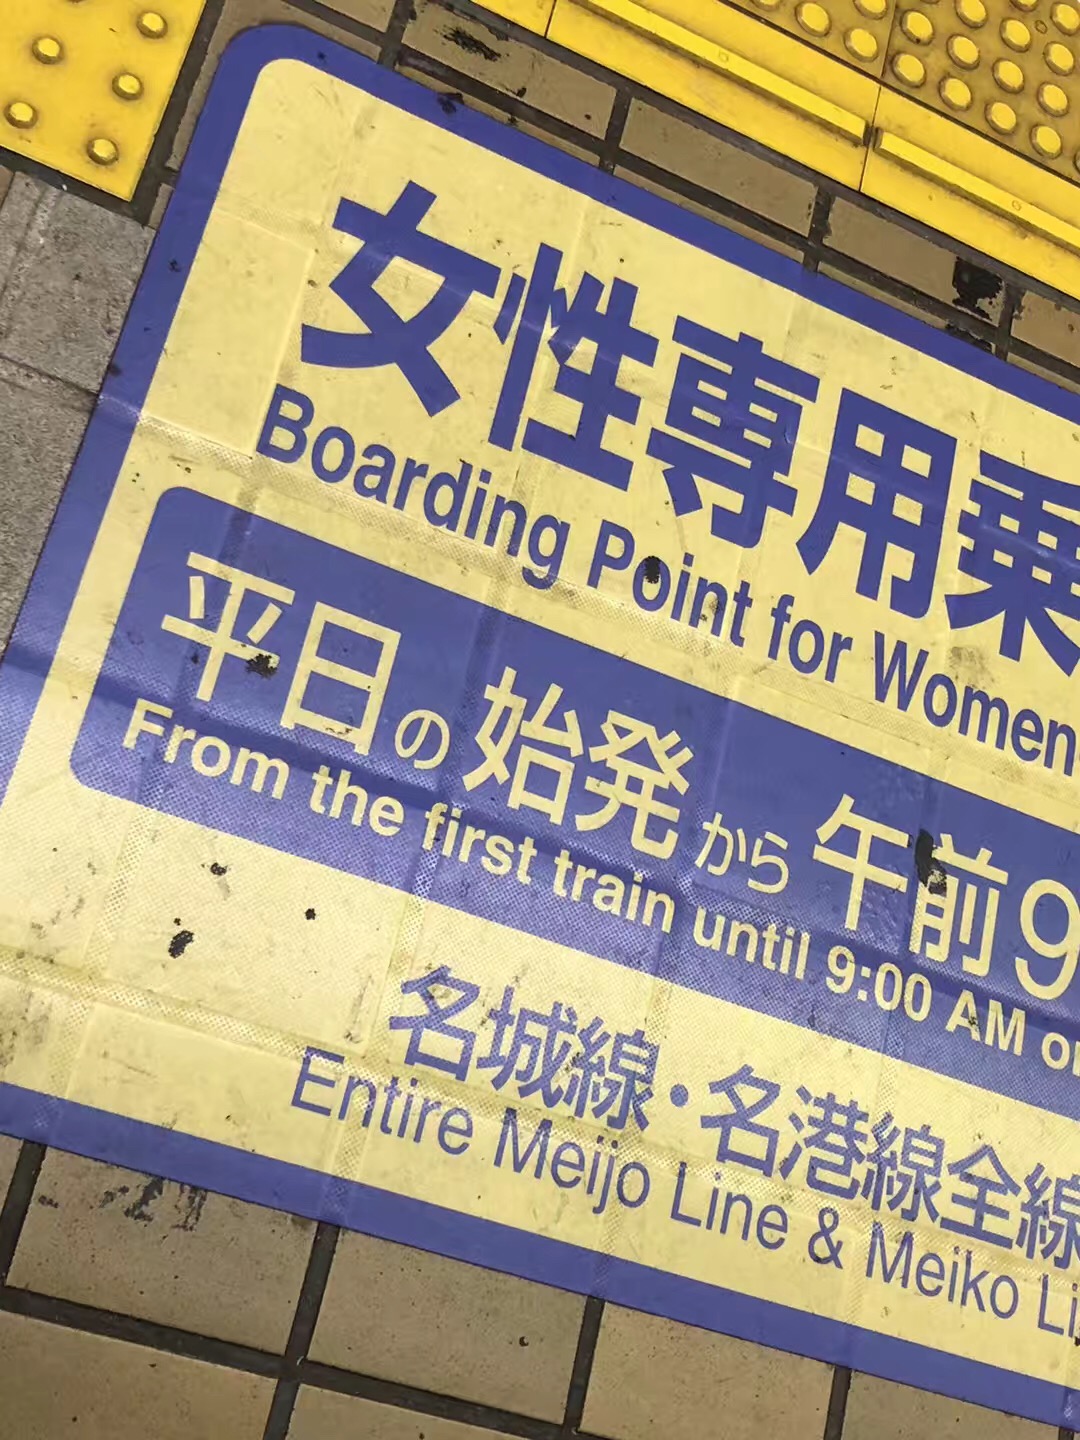 女性専用乗
Boarding Point for Women
平日の始発から午前9
From the first train until 9:00 AM on
名城線・名港線全線
Entire Meijo Line & Meiko Li